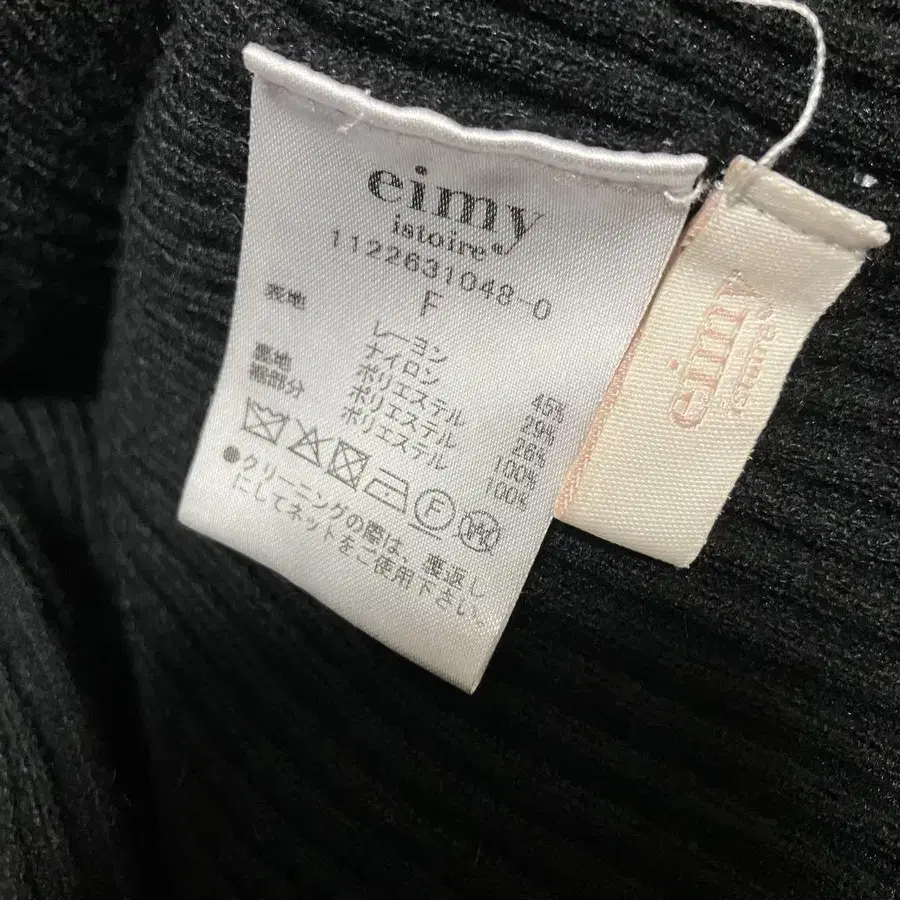 eimy
istoire®
112263１048-0
F
表地 レーヨン 45%
ナイロン 29%
ポリエステル 26%
裏地 ポリエステル 100%
裾部分 ポリエステル 100%
F
●クリーニングの際は、裏返し
にしてネットをご使用下さい。
eimy
istoire®